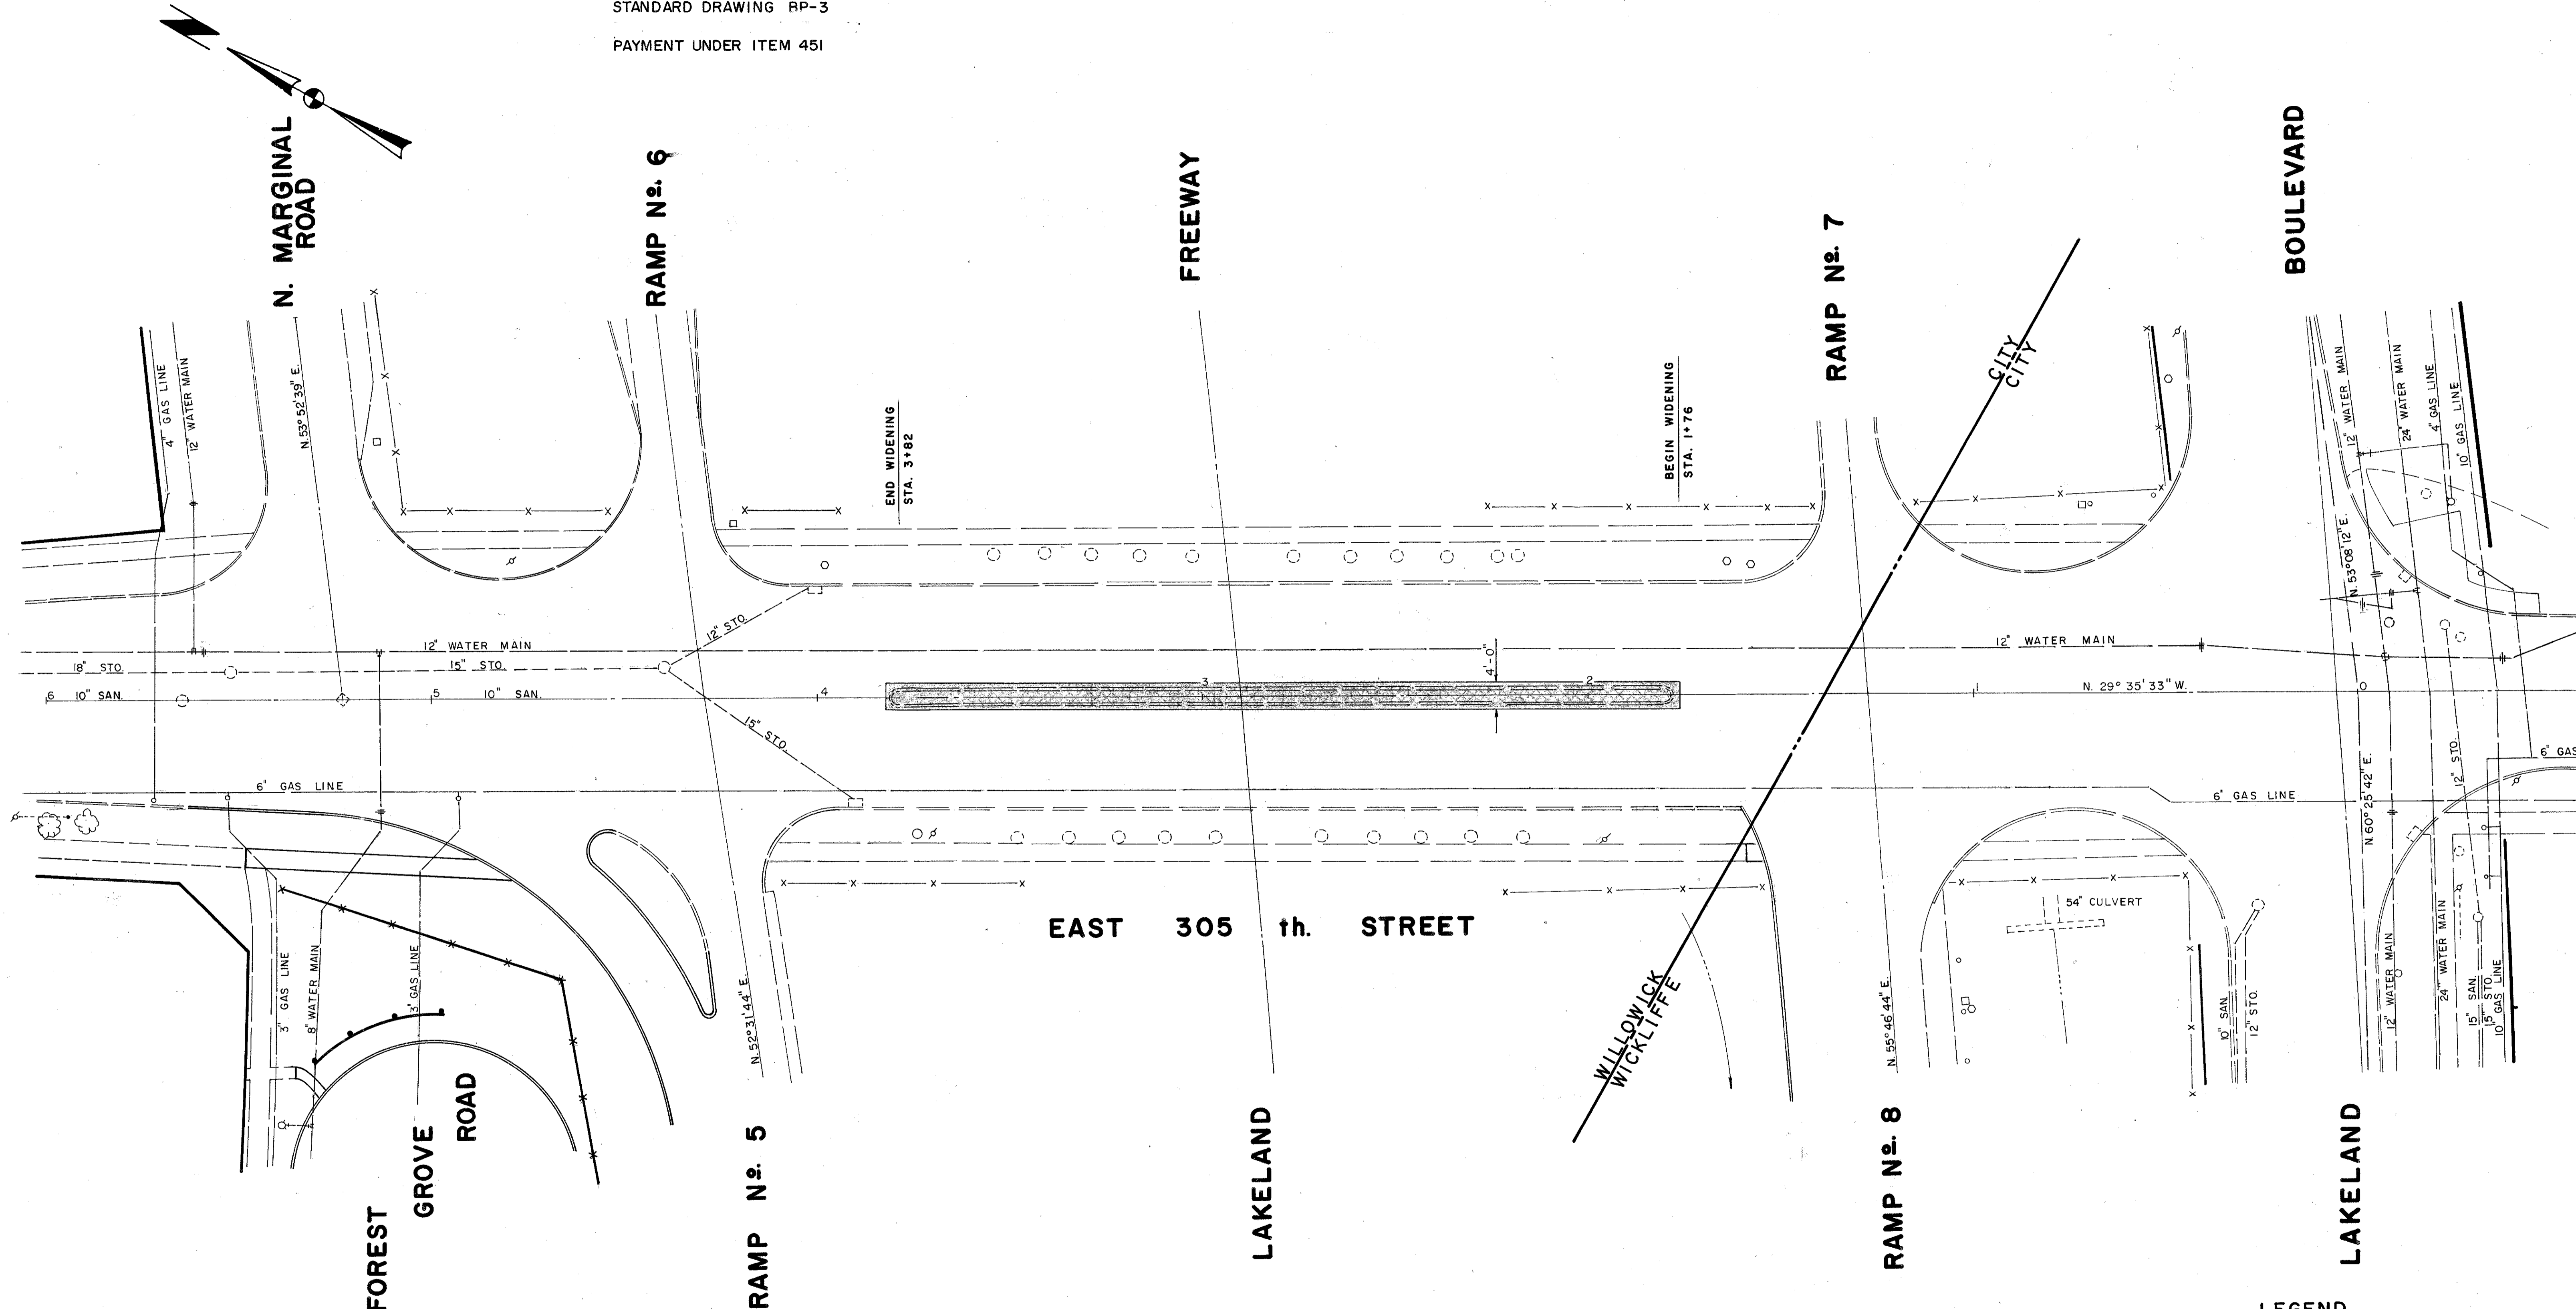 STANDARD DRAWING BP-3
PAYMENT UNDER ITEM 451
N
N. MARGINAL
ROAD
RAMP No. 6
FREEWAY
RAMP No. 7
BOULEVARD
4" GAS LINE
12" WATER MAIN
N. 53° 52' 39" E.
END WIDENING
STA. 3+82
BEGIN WIDENING
STA. 1+76
CITY
CITY
12" WATER MAIN
24" WATER MAIN
4" GAS LINE
10" GAS LINE
N. 53° 08' 12" E.
12" STO.
12" WATER MAIN
12" WATER MAIN
18" STO.
15" STO.
4'-0"
6
10" SAN.
5
10" SAN.
4
3
2
1
N. 29° 35' 33" W.
0
15" STO.
6" GAS LINE
6" GAS LINE
6" GAS
N. 60° 25' 42" E.
12" STO.
54" CULVERT
EAST 305 th. STREET
3" GAS LINE
8" WATER MAIN
3" GAS LINE
N. 52° 31' 44" E.
WILLOWICK
WICKLIFFE
N. 55° 46' 44" E.
10" SAN.
12" STO.
12" WATER MAIN
24" WATER MAIN
15" SAN.
15" STO.
10" GAS LINE
FOREST
GROVE
ROAD
RAMP No. 5
LAKELAND
RAMP No. 8
LAKELAND
LEGEND